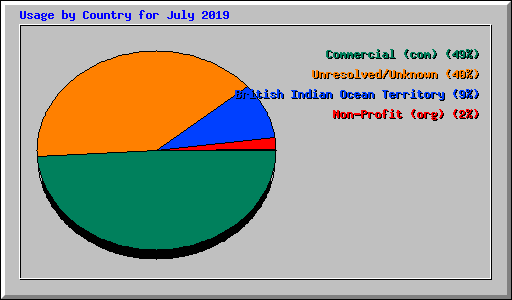 Usage by Country for July 2019
Commercial (com) (49%)
Unresolved/Unknown (40%)
British Indian Ocean Territory (9%)
Non-Profit (org) (2%)